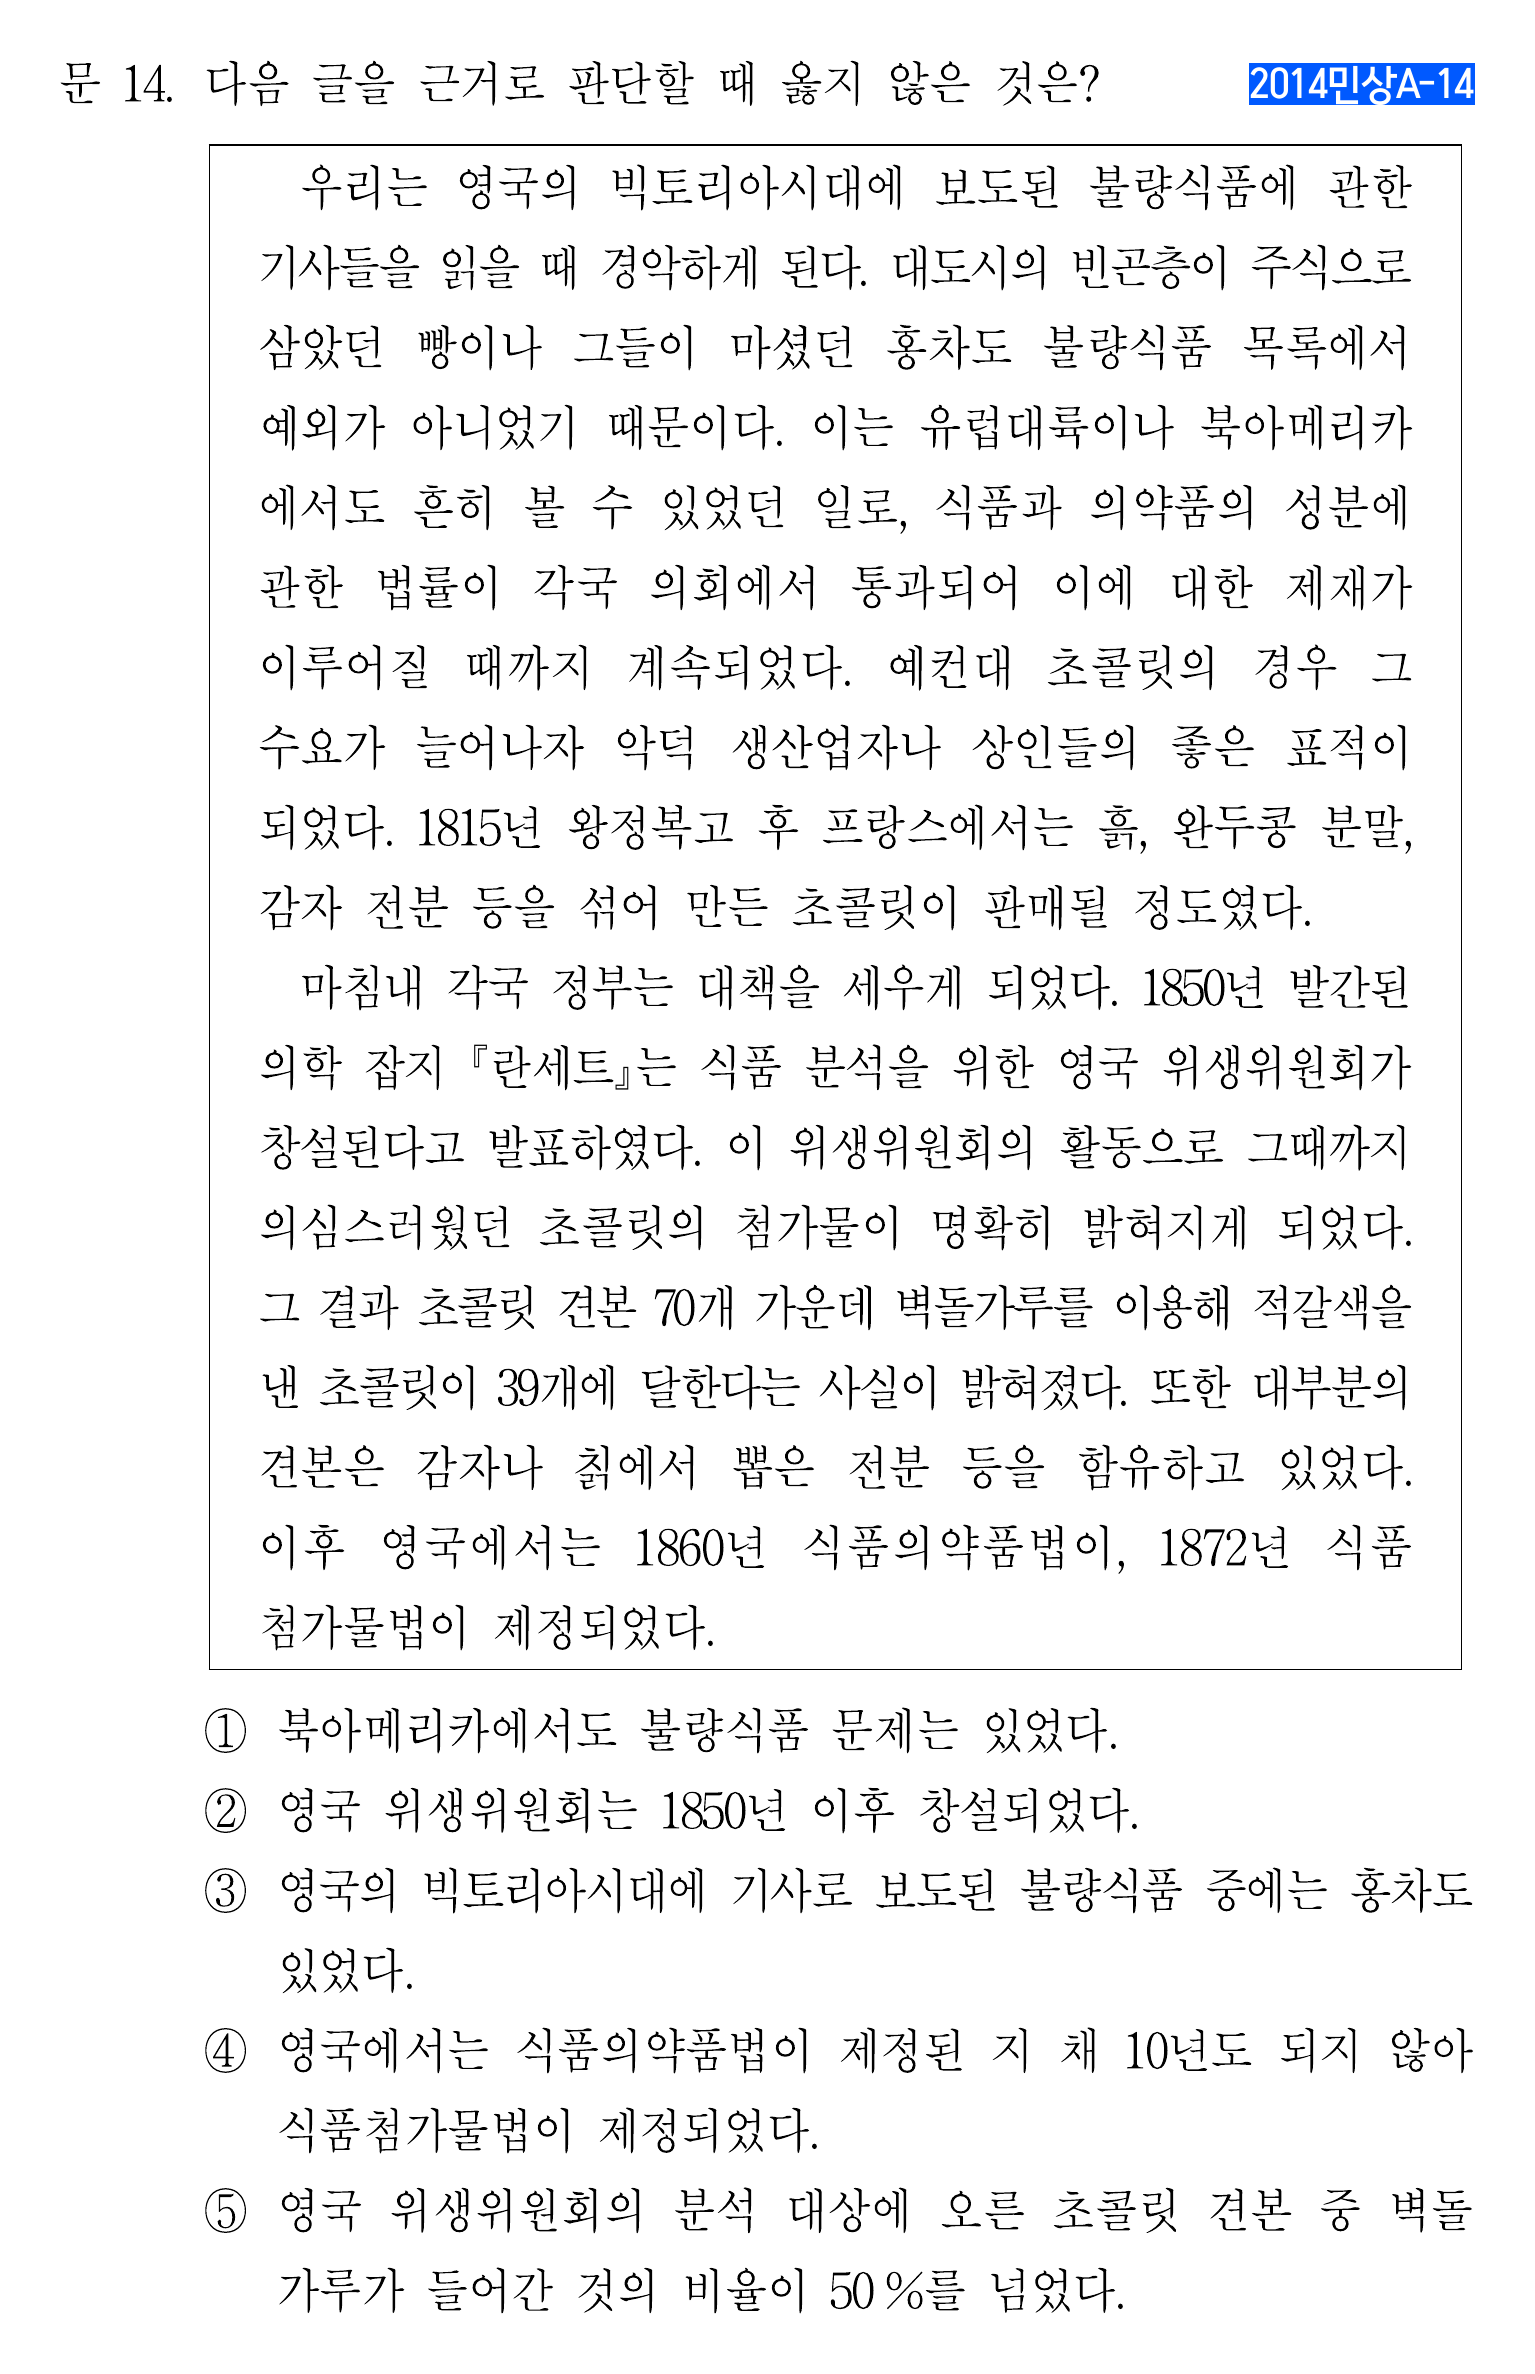 문 14. 다음 글을 근거로 판단할 때 옳지 않은 것은? 2014민상A-14
우리는 영국의 빅토리아시대에 보도된 불량식품에 관한
기사들을 읽을 때 경악하게 된다. 대도시의 빈곤층이 주식으로
삼았던 빵이나 그들이 마셨던 홍차도 불량식품 목록에서
예외가 아니었기 때문이다. 이는 유럽대륙이나 북아메리카
에서도 흔히 볼 수 있었던 일로, 식품과 의약품의 성분에
관한 법률이 각국 의회에서 통과되어 이에 대한 제재가
이루어질 때까지 계속되었다. 예컨대 초콜릿의 경우 그
수요가 늘어나자 악덕 생산업자나 상인들의 좋은 표적이
되었다. 1815년 왕정복고 후 프랑스에서는 흙, 완두콩 분말,
감자 전분 등을 섞어 만든 초콜릿이 판매될 정도였다.
마침내 각국 정부는 대책을 세우게 되었다. 1850년 발간된
의학 잡지 『란세트』는 식품 분석을 위한 영국 위생위원회가
창설된다고 발표하였다. 이 위생위원회의 활동으로 그때까지
의심스러웠던 초콜릿의 첨가물이 명확히 밝혀지게 되었다.
그 결과 초콜릿 견본 70개 가운데 벽돌가루를 이용해 적갈색을
낸 초콜릿이 39개에 달한다는 사실이 밝혀졌다. 또한 대부분의
견본은 감자나 칡에서 뽑은 전분 등을 함유하고 있었다.
이후 영국에서는 1860년 식품의약품법이, 1872년 식품
첨가물법이 제정되었다.
① 북아메리카에서도 불량식품 문제는 있었다.
② 영국 위생위원회는 1850년 이후 창설되었다.
③ 영국의 빅토리아시대에 기사로 보도된 불량식품 중에는 홍차도
있었다.
④ 영국에서는 식품의약품법이 제정된 지 채 10년도 되지 않아
식품첨가물법이 제정되었다.
⑤ 영국 위생위원회의 분석 대상에 오른 초콜릿 견본 중 벽돌
가루가 들어간 것의 비율이 50%를 넘었다.